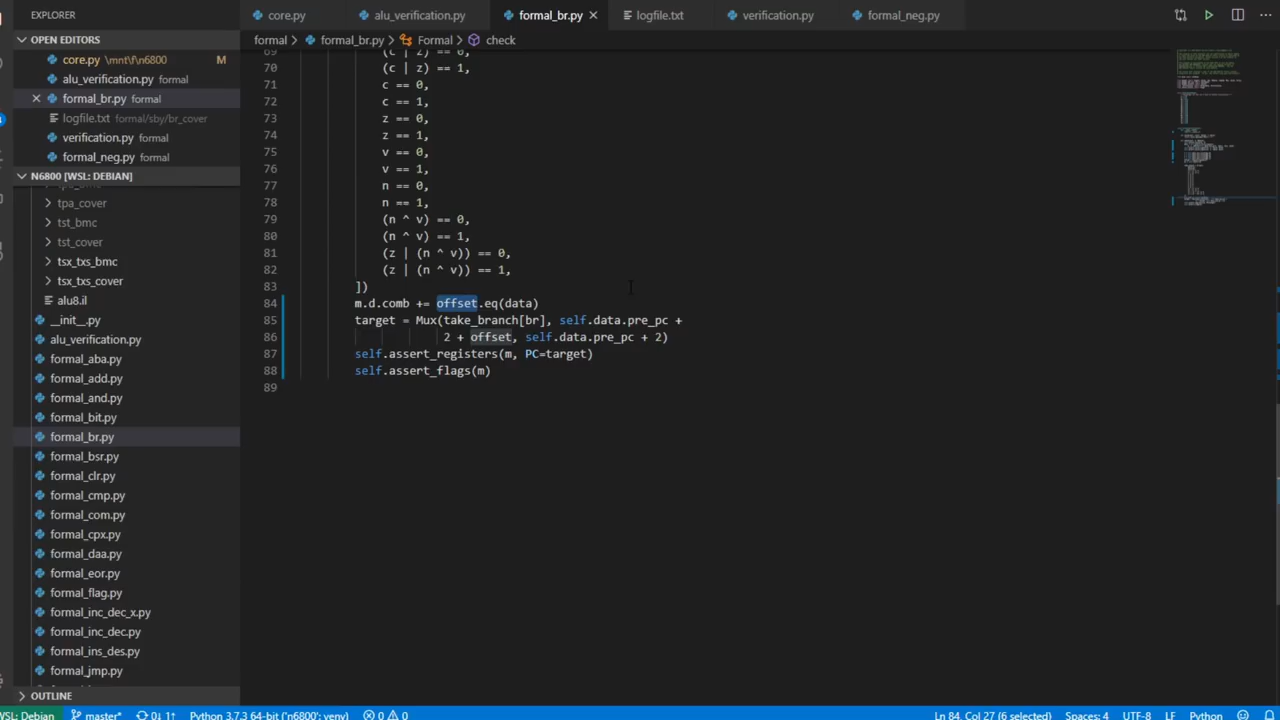 EXPLORER
core.py
alu_verification.py
formal_br.py
logfile.txt
verification.py
formal_neg.py
OPEN EDITORS
core.py \mnt\f\n6800 M
alu_verification.py formal
formal_br.py formal
logfile.txt formal/sby/br_cover
verification.py formal
formal_neg.py formal
N6800 [WSL: DEBIAN]
tpa_cover
tst_bmc
tst_cover
tsx_txs_bmc
tsx_txs_cover
alu8.il
__init__.py
alu_verification.py
formal_aba.py
formal_add.py
formal_and.py
formal_bit.py
formal_br.py
formal_bsr.py
formal_clr.py
formal_cmp.py
formal_com.py
formal_cpx.py
formal_daa.py
formal_eor.py
formal_flag.py
formal_inc_dec_x.py
formal_inc_dec.py
formal_ins_des.py
formal_jmp.py
OUTLINE
formal > formal_br.py > Formal > check
69 (c | z) == 0,
70 (c | z) == 1,
71 c == 0,
72 c == 1,
73 z == 0,
74 z == 1,
75 v == 0,
76 v == 1,
77 n == 0,
78 n == 1,
79 (n ^ v) == 0,
80 (n ^ v) == 1,
81 (z | (n ^ v)) == 0,
82 (z | (n ^ v)) == 1,
83 ])
84 m.d.comb += offset.eq(data)
85 target = Mux(take_branch[br], self.data.pre_pc +
86 2 + offset, self.data.pre_pc + 2)
87 self.assert_registers(m, PC=target)
88 self.assert_flags(m)
89
WSL: Debian master* 0↓ 1↑ Python 3.7.3 64-bit ('n6800': venv) 0 0 Ln 84, Col 27 (6 selected) Spaces: 4 UTF-8 LF Python